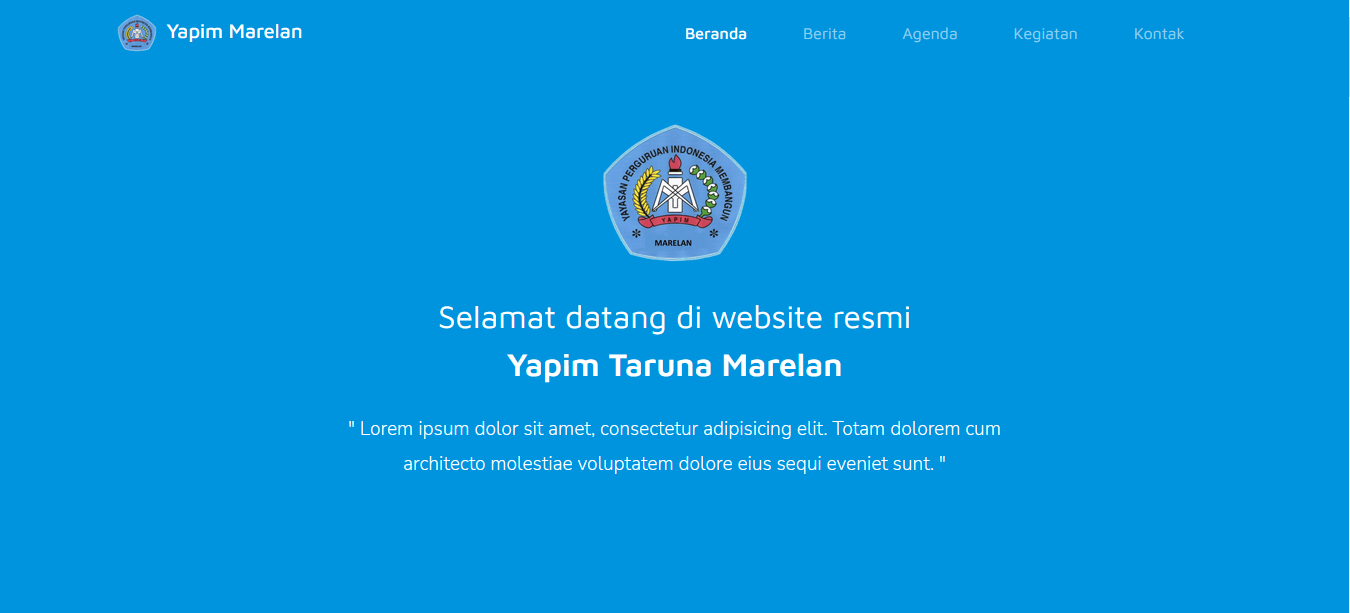 Yapim Marelan
Beranda Berita Agenda Kegiatan Kontak
YAYASAN PERGURUAN INDONESIA MEMBANGUN
YAPIM
MARELAN
Selamat datang di website resmi
Yapim Taruna Marelan
" Lorem ipsum dolor sit amet, consectetur adipisicing elit. Totam dolorem cum
architecto molestiae voluptatem dolore eius sequi eveniet sunt. "